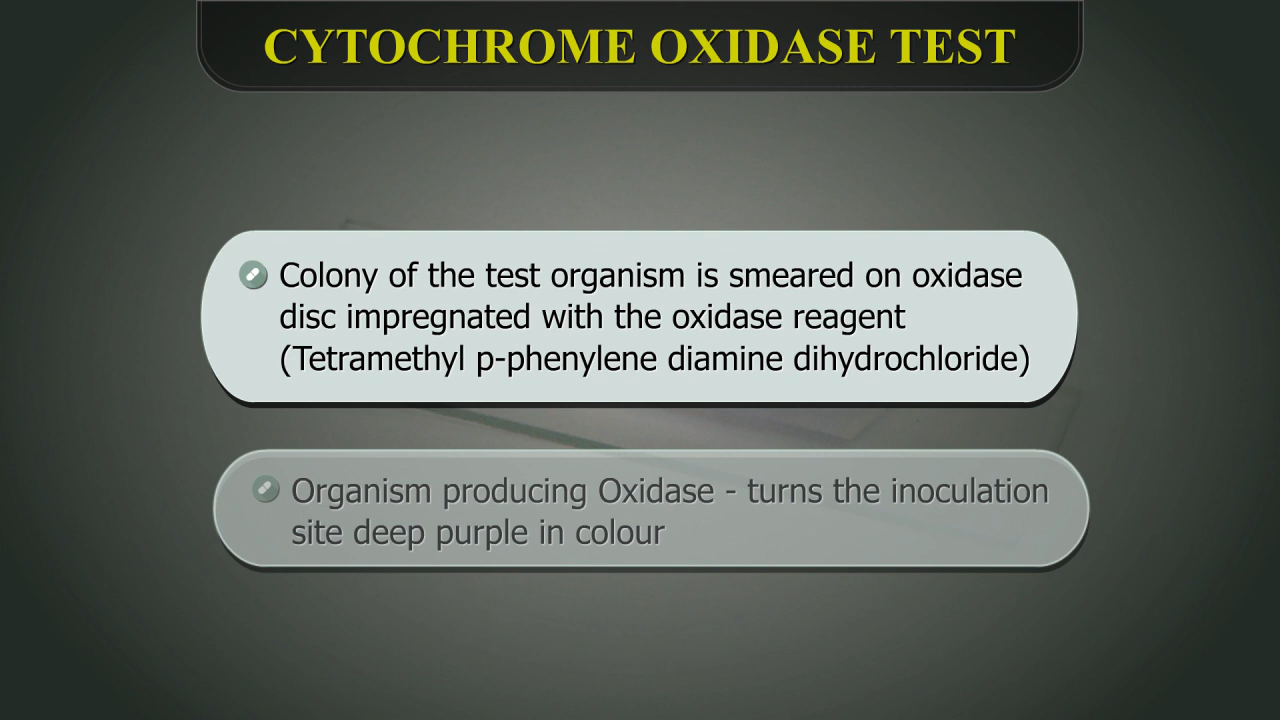 CYTOCHROME OXIDASE TEST
Colony of the test organism is smeared on oxidase
disc impregnated with the oxidase reagent
(Tetramethyl p-phenylene diamine dihydrochloride)
Organism producing Oxidase - turns the inoculation
site deep purple in colour